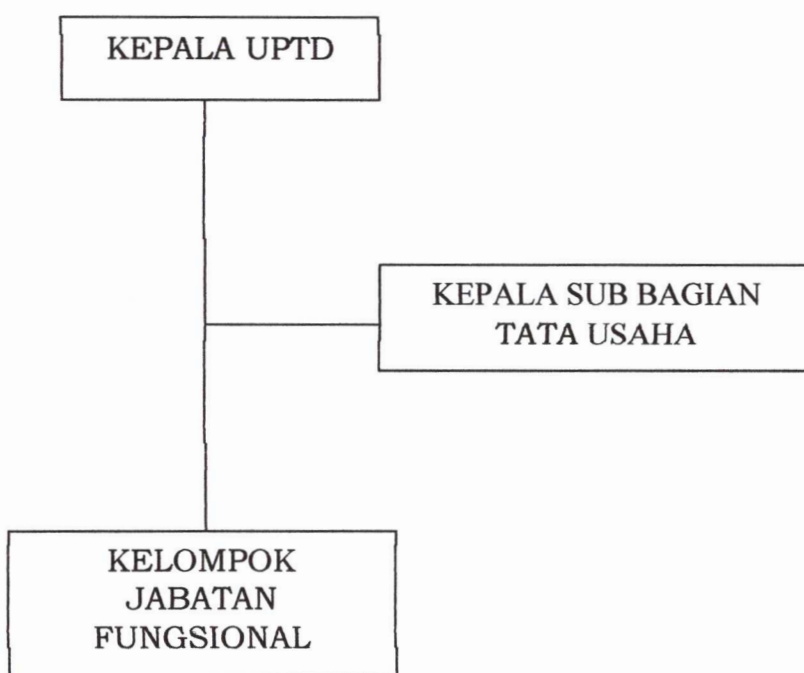 KEPALA UPTD
KEPALA SUB BAGIAN
TATA USAHA
KELOMPOK
JABATAN
FUNGSIONAL